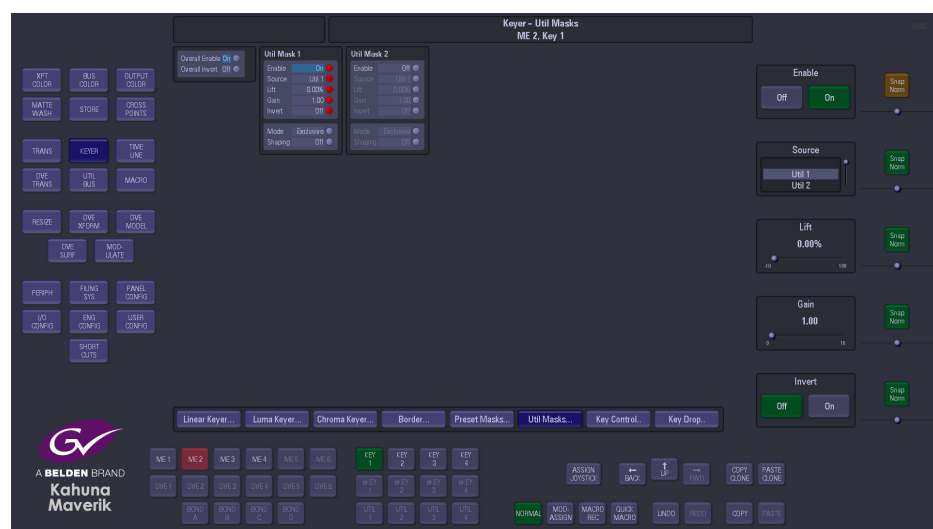 Keyer - Util Masks
ME 2, Key 1
Overall Enable On
Overall Invert Off
Util Mask 1
Enable On
Source Util 1
Lift 0.00%
Gain 1.00
Invert Off
Mode Exclusive
Shaping Off
Util Mask 2
Enable Off
Source Util 1
Lift 0.00%
Gain 1.00
Invert Off
Mode Exclusive
Shaping Off
XPT COLOR
BUS COLOR
OUTPUT COLOR
MATTE WASH
STORE
CROSS POINTS
TRANS
KEYER
TIME LINE
DVE TRANS
UTIL BUS
MACRO
RESIZE
DVE XFORM
DVE MODEL
DVE SURF
MOD-ULATE
PERIPH
FILING SYS
PANEL CONFIG
I/O CONFIG
ENG CONFIG
USER CONFIG
SHORT CUTS
Enable
Off On
Snap Norm
Source
Util 1
Util 2
Snap Norm
Lift
0.00%
-10 100
Snap Norm
Gain
1.00
0 16
Snap Norm
Invert
Off On
Snap Norm
Linear Keyer... Luma Keyer... Chroma Keyer... Border... Preset Masks... Util Masks... Key Control.. Key Drop..
GV
A BELDEN BRAND
Kahuna
Maverik
ME 1 ME 2 ME 3 ME 4 ME 5 ME 6
DVE 1 DVE 2 DVE 3 DVE 4 DVE 5 DVE 6
BGND A BGND B BGND C BGND D
KEY 1 KEY 2 KEY 3 KEY 4
eKEY 1 eKEY 2 eKEY 3 eKEY 4
UTIL 1 UTIL 2 UTIL 3 UTIL 4
ASSIGN JOYSTICK
BACK
UP
FWD
COPY CLONE
PASTE CLONE
NORMAL
MOD-ASSIGN
MACRO REC
QUICK MACRO
UNDO
REDO
COPY
PASTE